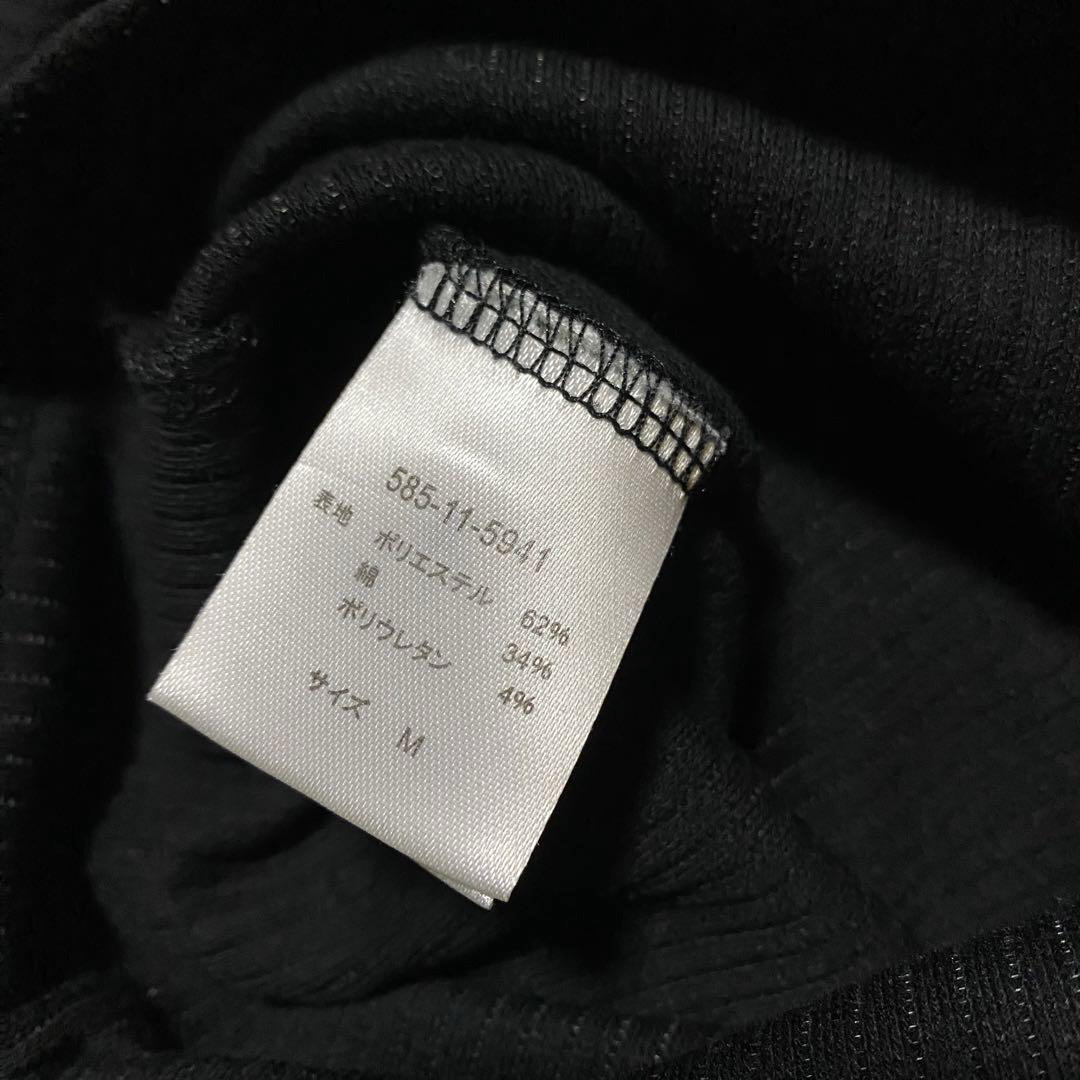 585-11-5941
表地 ポリエステル 62%
綿 34%
ポリウレタン 4%
サイズ M